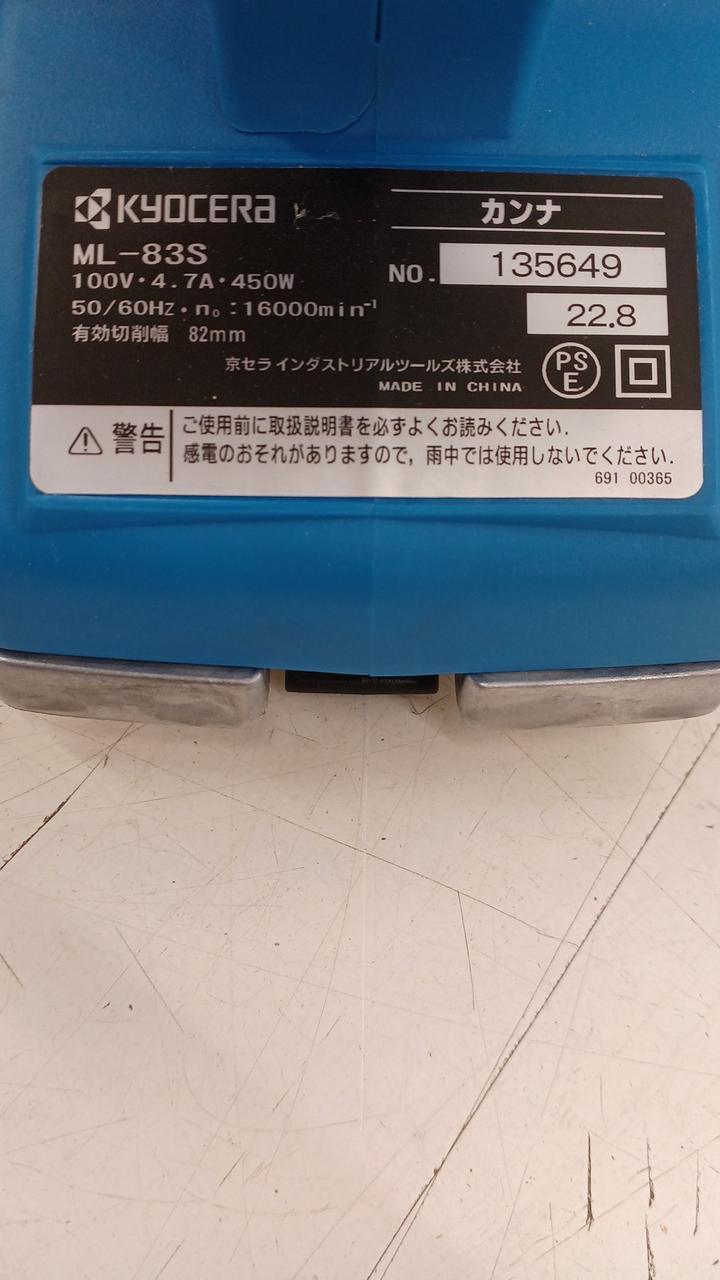 KYOCERA
カンナ
ML-83S
100V・4.7A・450W
NO. 135649
50/60Hz・n₀:16000min⁻¹
22.8
有効切削幅 82mm
京セラ インダストリアルツールズ株式会社
MADE IN CHINA
PS
E
警告
ご使用前に取扱説明書を必ずよくお読みください.
感電のおそれがありますので, 雨中では使用しないでください.
691 00365